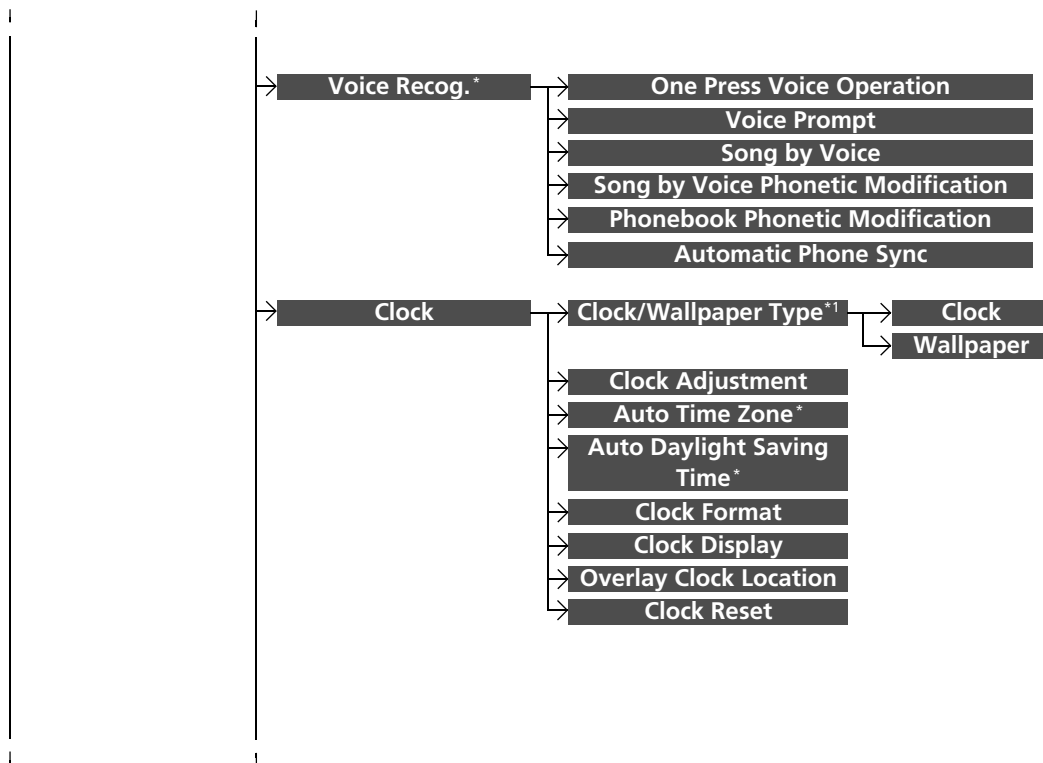 Voice Recog.*
One Press Voice Operation
Voice Prompt
Song by Voice
Song by Voice Phonetic Modification
Phonebook Phonetic Modification
Automatic Phone Sync
Clock
Clock/Wallpaper Type*1
Clock
Wallpaper
Clock Adjustment
Auto Time Zone*
Auto Daylight Saving
Time*
Clock Format
Clock Display
Overlay Clock Location
Clock Reset